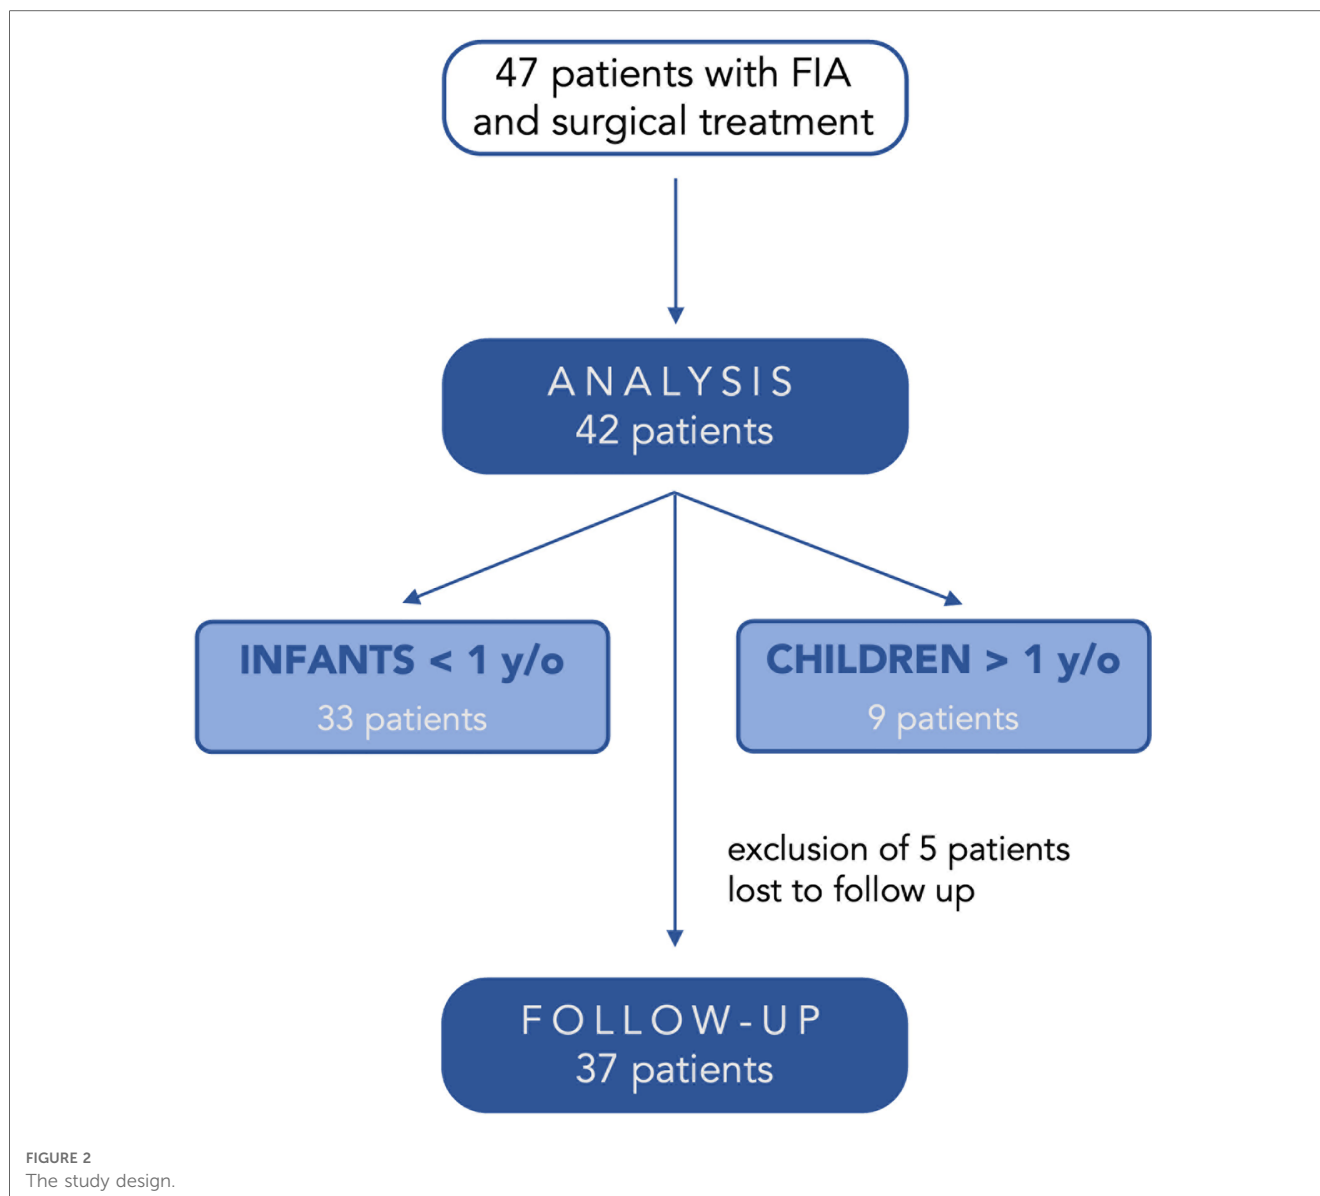 47 patients with FIA
and surgical treatment
ANALYSIS
42 patients
INFANTS < 1 y/o
33 patients
CHILDREN > 1 y/o
9 patients
exclusion of 5 patients
lost to follow up
FOLLOW-UP
37 patients
FIGURE 2
The study design.